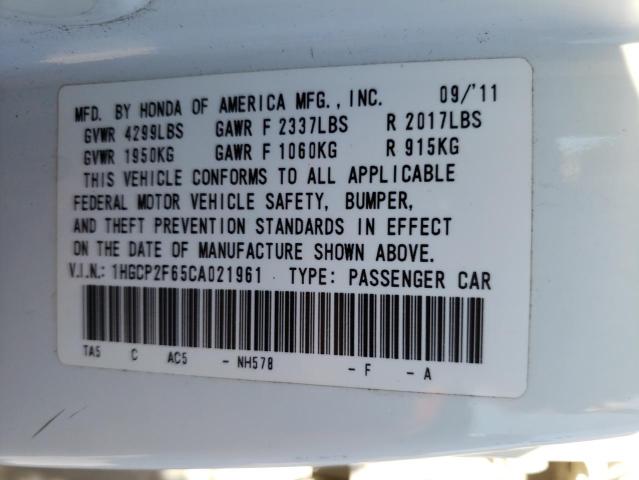 MFD. BY HONDA OF AMERICA MFG., INC. 09/'11
GVWR 4299LBS GAWR F 2337LBS R 2017LBS
GVWR 1950KG GAWR F 1060KG R 915KG
THIS VEHICLE CONFORMS TO ALL APPLICABLE
FEDERAL MOTOR VEHICLE SAFETY, BUMPER,
AND THEFT PREVENTION STANDARDS IN EFFECT
ON THE DATE OF MANUFACTURE SHOWN ABOVE.
V.I.N.: 1HGCP2F65CA021961 TYPE: PASSENGER CAR
TA5 C AC5 - NH578 - F - A